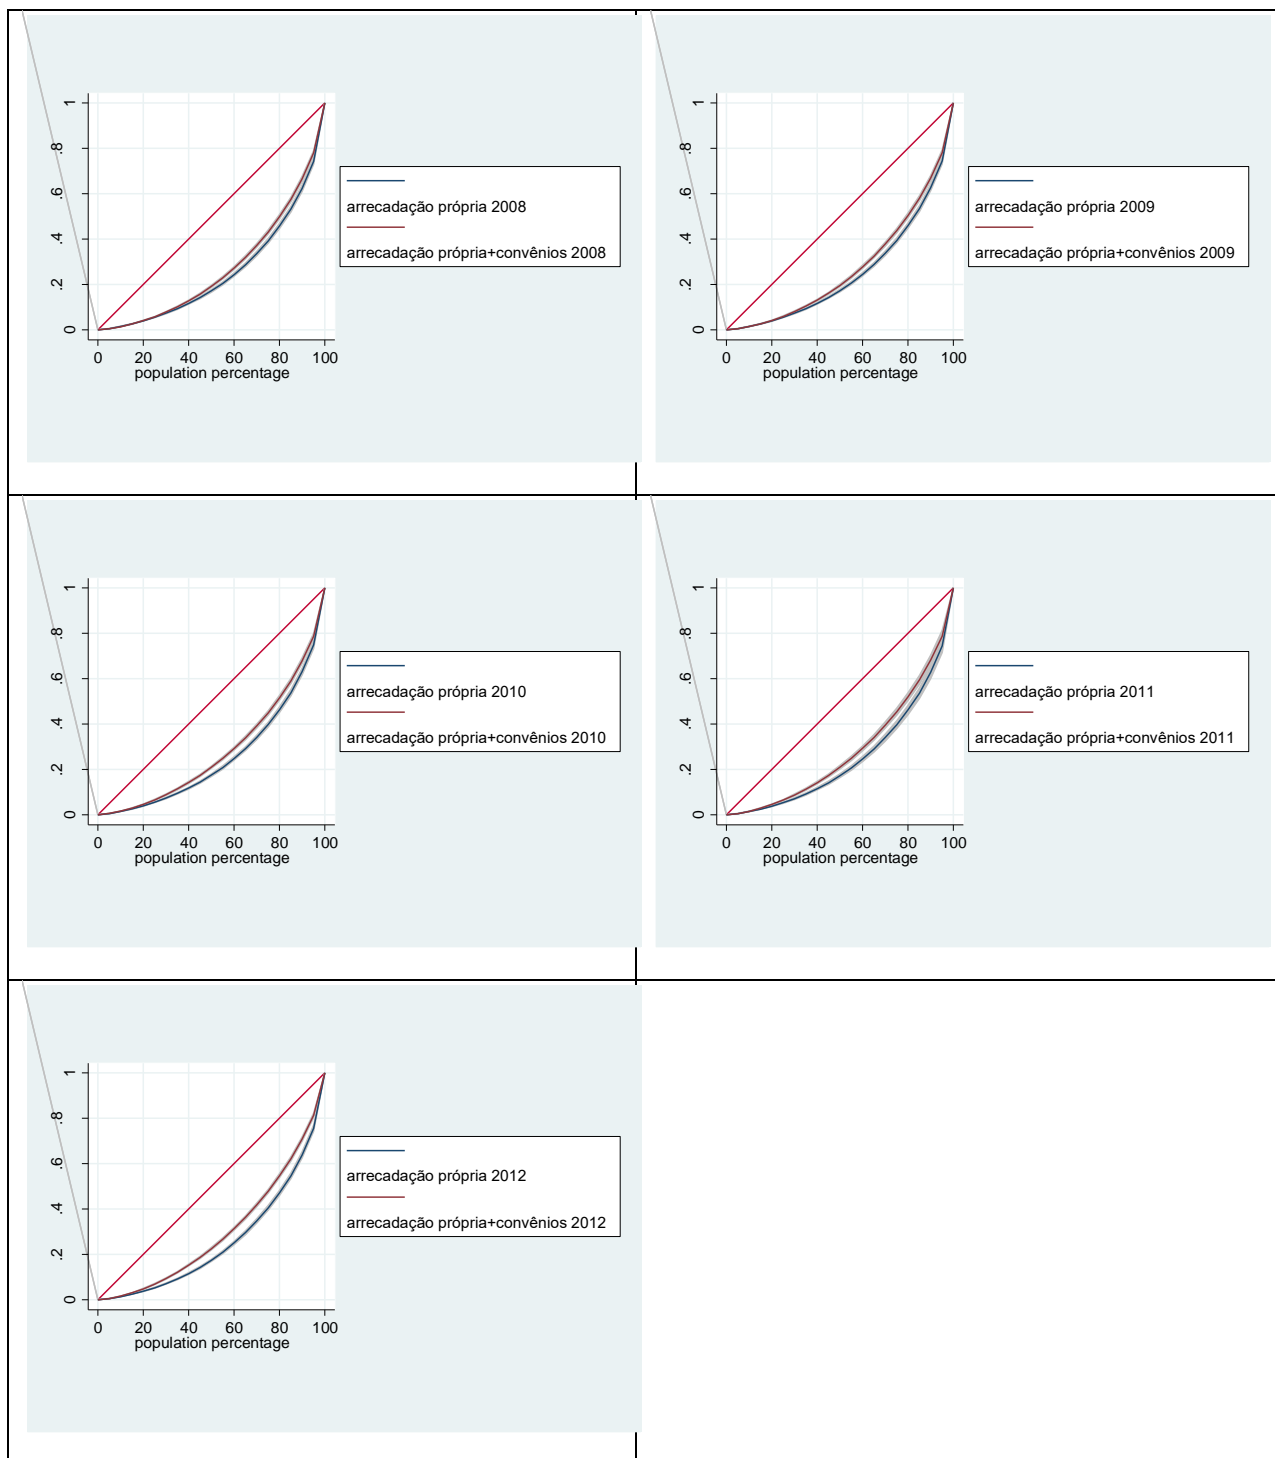 1
.8
.6
.4
.2
0
0 20 40 60 80 100
population percentage
arrecadação própria 2008
arrecadação própria+convênios 2008
1
.8
.6
.4
.2
0
0 20 40 60 80 100
population percentage
arrecadação própria 2009
arrecadação própria+convênios 2009
1
.8
.6
.4
.2
0
0 20 40 60 80 100
population percentage
arrecadação própria 2010
arrecadação própria+convênios 2010
1
.8
.6
.4
.2
0
0 20 40 60 80 100
population percentage
arrecadação própria 2011
arrecadação própria+convênios 2011
1
.8
.6
.4
.2
0
0 20 40 60 80 100
population percentage
arrecadação própria 2012
arrecadação própria+convênios 2012